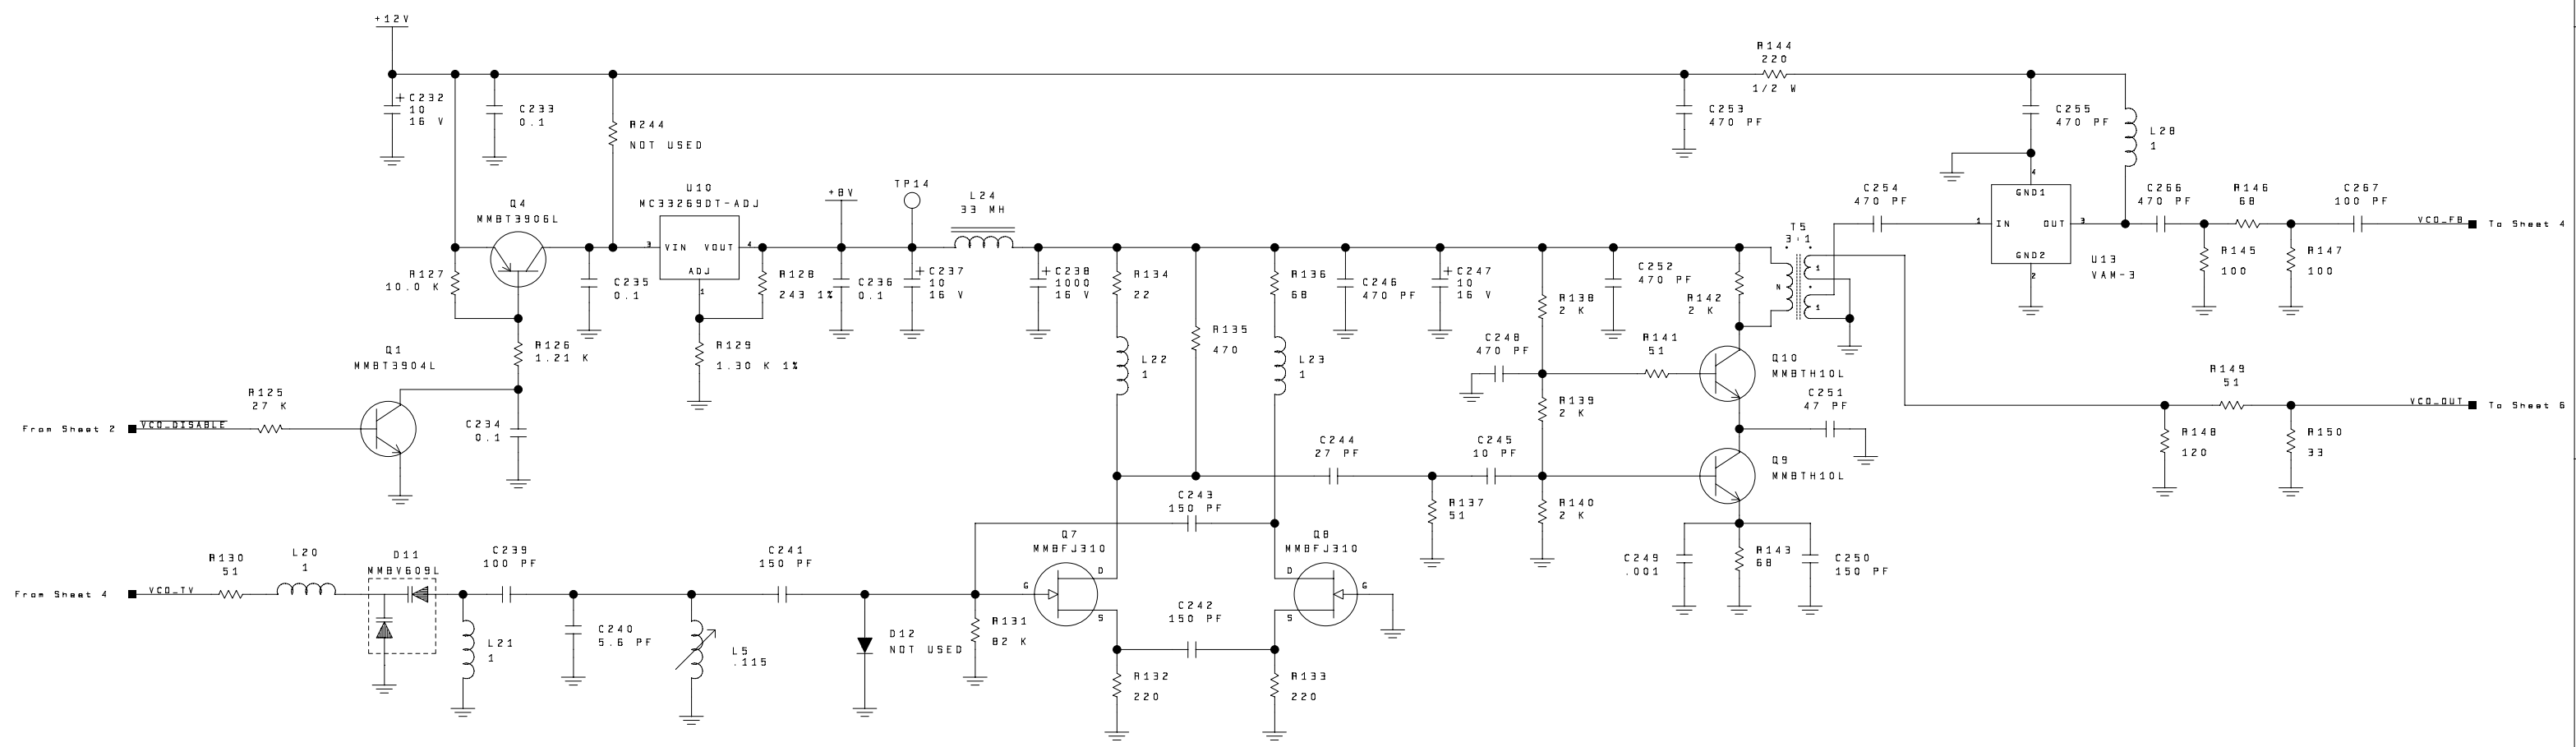 +12V
+ C232
10
16 V
C233
0.1
R244
NOT USED
R144
220
1/2 W
C253
470 PF
C255
470 PF
L28
1
Q4
MMBT3906L
U10
MC33269DT-ADJ
3 VIN VOUT 4
ADJ
1
+8V
TP14
L24
33 MH
R127
10.0 K
C235
0.1
R128
243 1%
C236
0.1
+ C237
10
16 V
+ C238
1000
16 V
R134
22
R136
68
C246
470 PF
+ C247
10
16 V
R138
2 K
C252
470 PF
R142
2 K
T5
3:1
N
1
1
C254
470 PF
4
GND1
1 IN OUT 3
GND2
2
U13
VAM-3
C266
470 PF
R146
68
C267
100 PF
VCO_FB
To Sheet 4
R145
100
R147
100
R126
1.21 K
R129
1.30 K 1%
L22
1
R135
470
L23
1
C248
470 PF
R141
51
Q10
MMBTH10L
Q1
MMBT3904L
R125
27 K
From Sheet 2
VCO_DISABLE
C234
0.1
R139
2 K
C251
47 PF
R149
51
VCO_OUT
To Sheet 6
R148
120
R150
33
C244
27 PF
C245
10 PF
Q9
MMBTH10L
C243
150 PF
R137
51
R140
2 K
C249
.001
R143
68
C250
150 PF
From Sheet 4
VCO_TV
R130
51
L20
1
D11
MMBV609L
C239
100 PF
L21
1
C240
5.6 PF
L5
.115
C241
150 PF
D12
NOT USED
R131
82 K
Q7
MMBFJ310
G
D
S
C242
150 PF
Q8
MMBFJ310
D
G
S
R132
220
R133
220